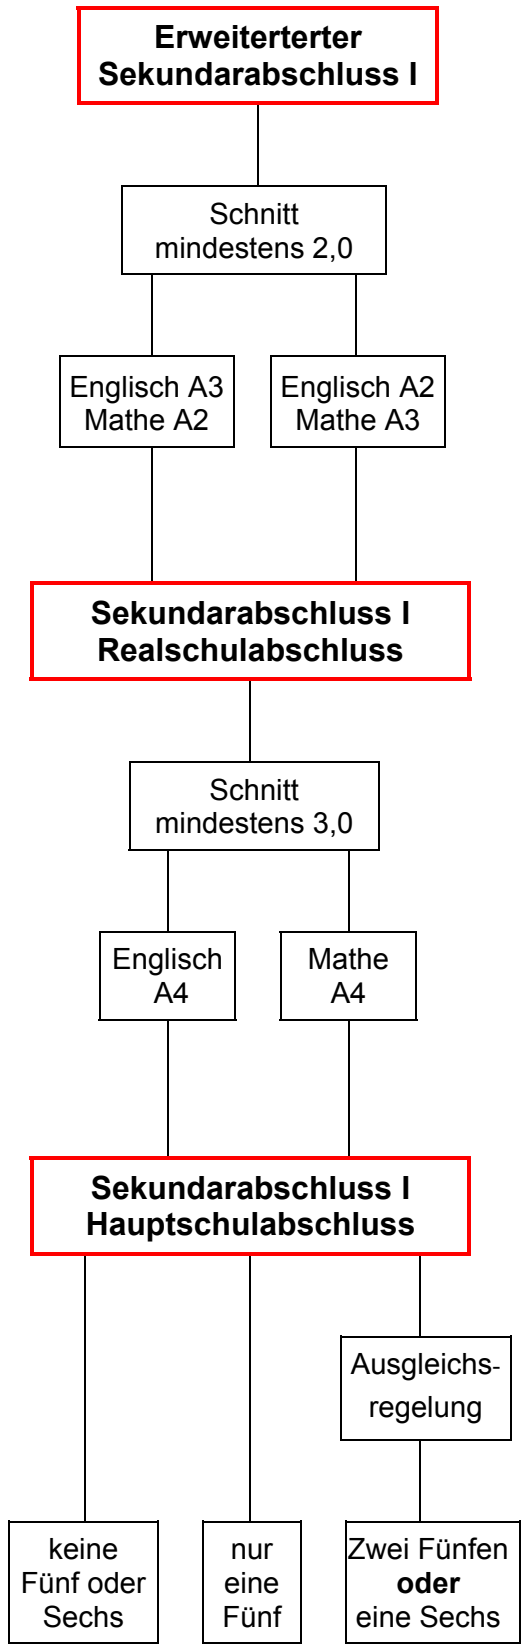 Erweiterterter
Sekundarabschluss I
Schnitt
mindestens 2,0
Englisch A3
Mathe A2
Englisch A2
Mathe A3
Sekundarabschluss I
Realschulabschluss
Schnitt
mindestens 3,0
Englisch
A4
Mathe
A4
Sekundarabschluss I
Hauptschulabschluss
Ausgleichs-
regelung
keine
Fünf oder
Sechs
nur
eine
Fünf
Zwei Fünfen
oder
eine Sechs